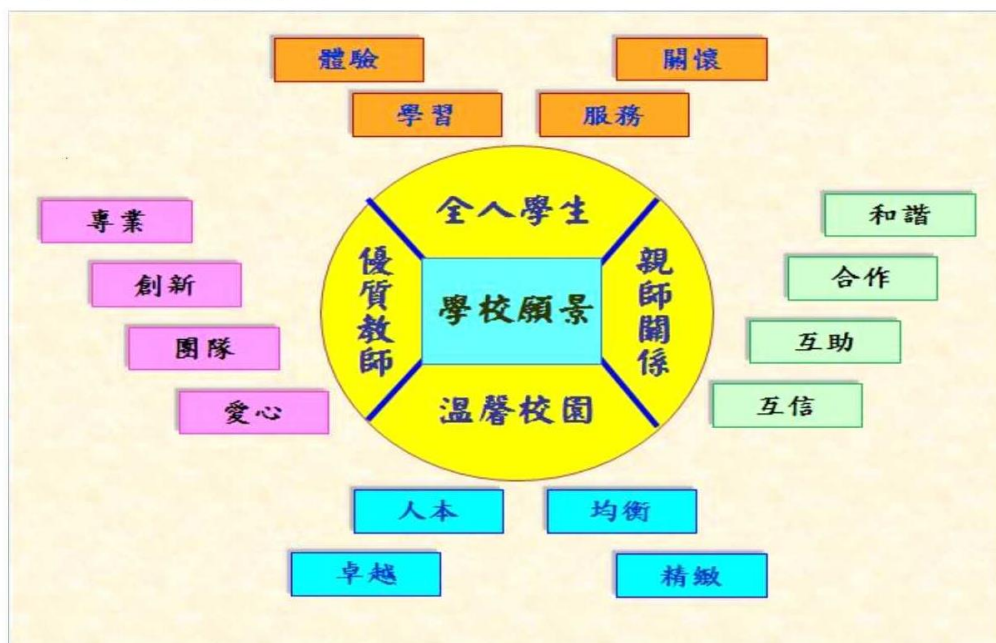 體驗
關懷
學習
服務
全人學生
專業
創新
團隊
愛心
優質教師
學校願景
親師關係
和諧
合作
互助
互信
溫馨校園
人本
均衡
卓越
精緻